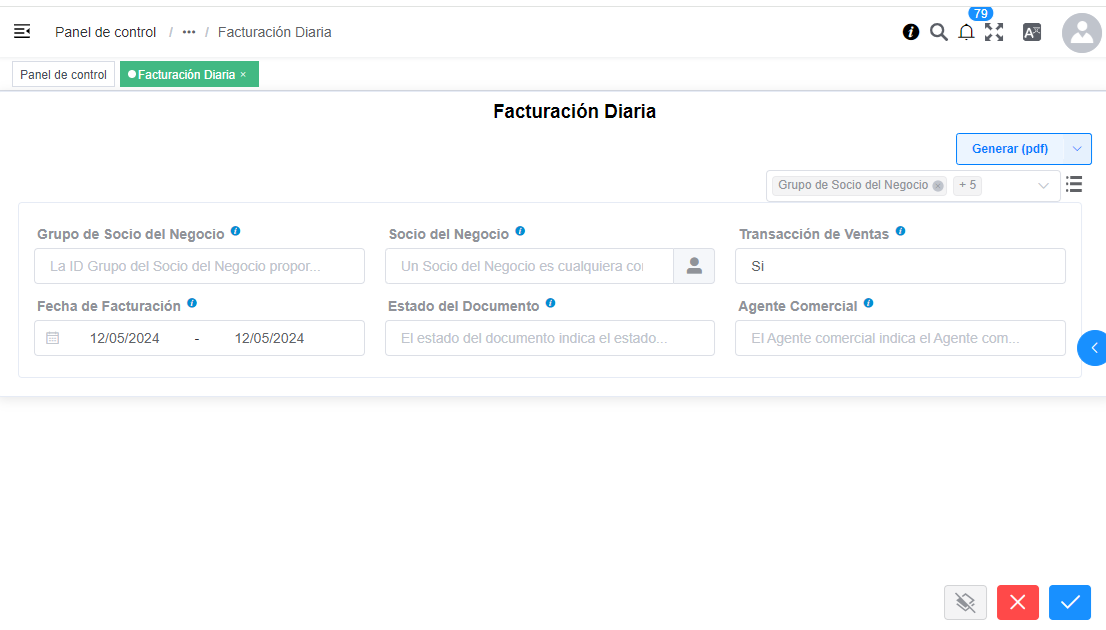 79
Panel de control / ••• / Facturación Diaria
Panel de control
Facturación Diaria ×
Facturación Diaria
Generar (pdf)
Grupo de Socio del Negocio + 5
Grupo de Socio del Negocio Socio del Negocio Transacción de Ventas
La ID Grupo del Socio del Negocio propor... Un Socio del Negocio es cualquiera Si
Fecha de Facturación Estado del Documento Agente Comercial
12/05/2024 - 12/05/2024 El estado del documento indica el estado... El Agente comercial indica el Agente com...